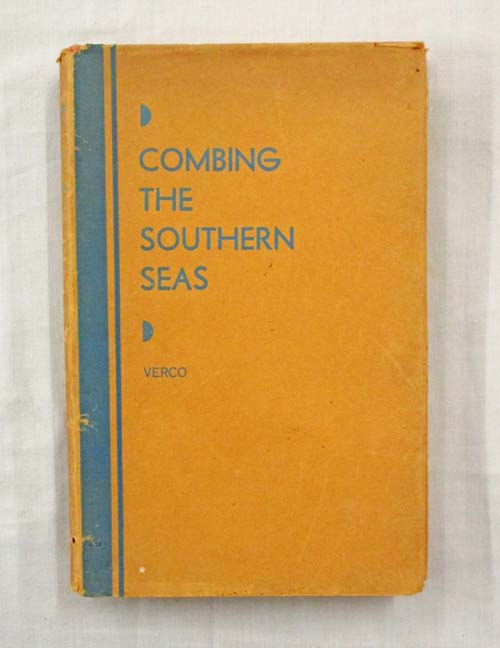 COMBING
THE
SOUTHERN
SEAS
VERCO